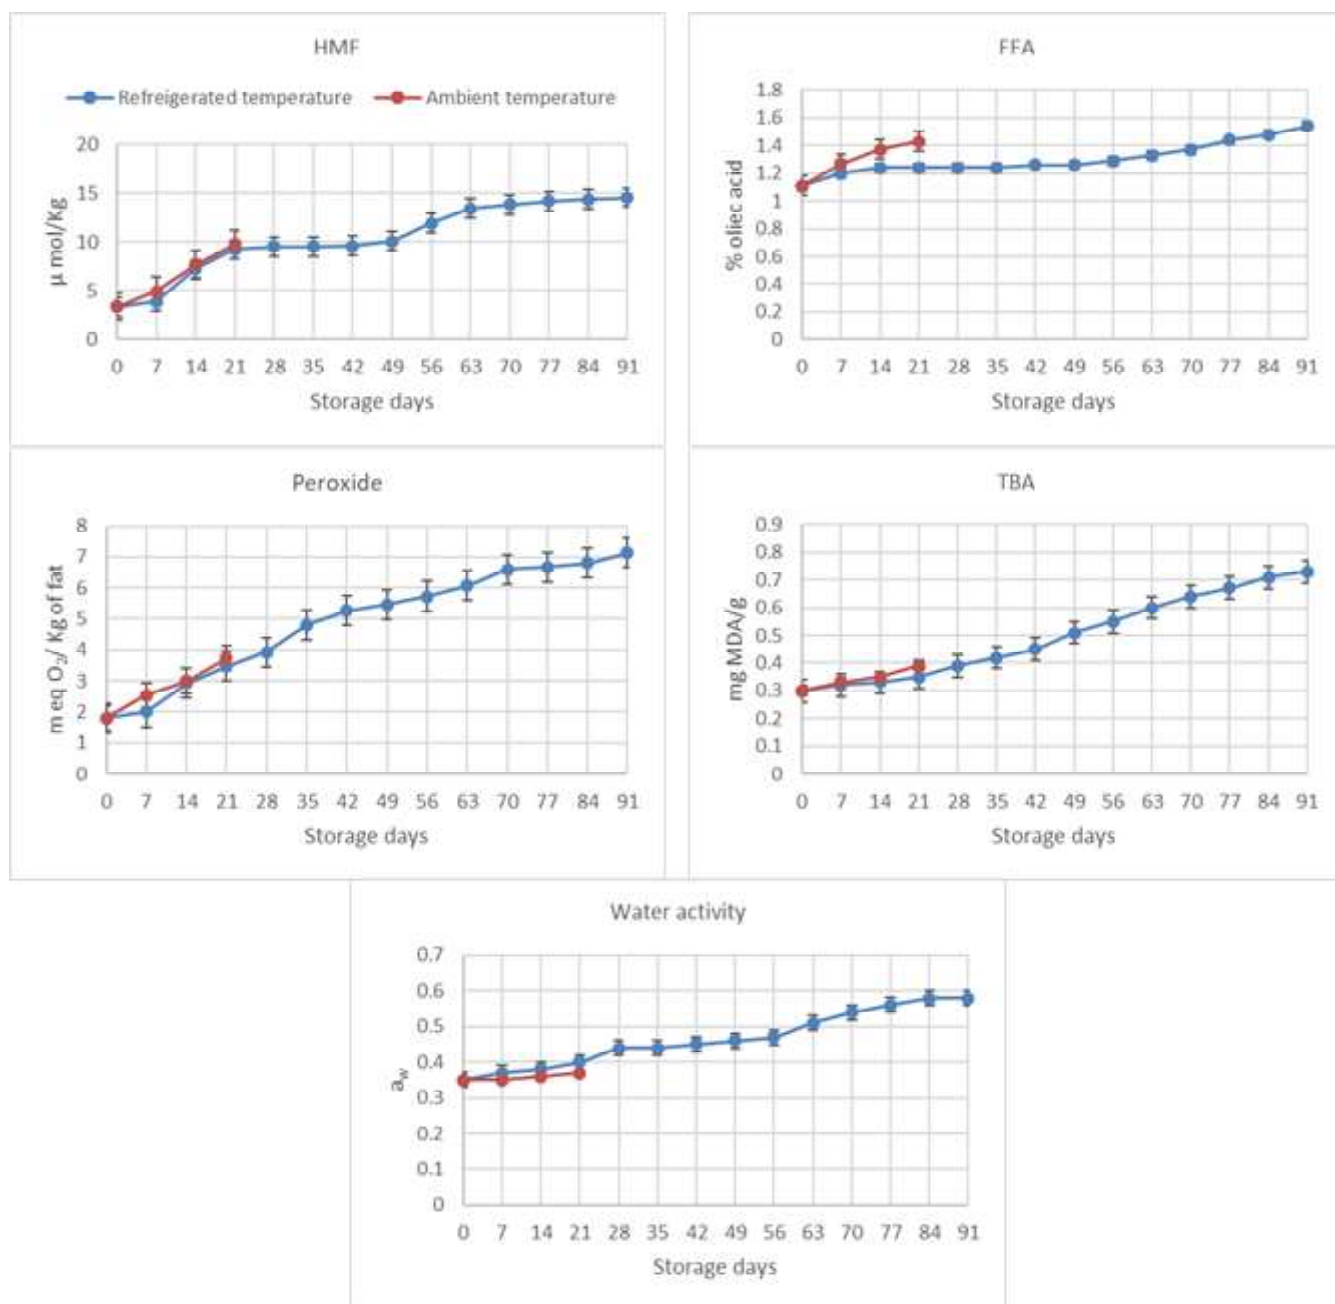 HMF
Refreigerated temperature Ambient temperature
20
15
10
5
0
µ mol/Kg
0 7 14 21 28 35 42 49 56 63 70 77 84 91
Storage days
FFA
1.8
1.6
1.4
1.2
1
0.8
0.6
0.4
0.2
0
% oliec acid
0 7 14 21 28 35 42 49 56 63 70 77 84 91
Storage days
Peroxide
8
7
6
5
4
3
2
1
0
m eq O₂/ Kg of fat
0 7 14 21 28 35 42 49 56 63 70 77 84 91
Storage days
TBA
0.9
0.8
0.7
0.6
0.5
0.4
0.3
0.2
0.1
0
mg MDA/g
0 7 14 21 28 35 42 49 56 63 70 77 84 91
Storage days
Water activity
0.7
0.6
0.5
0.4
0.3
0.2
0.1
0
a_w
0 7 14 21 28 35 42 49 56 63 70 77 84 91
Storage days